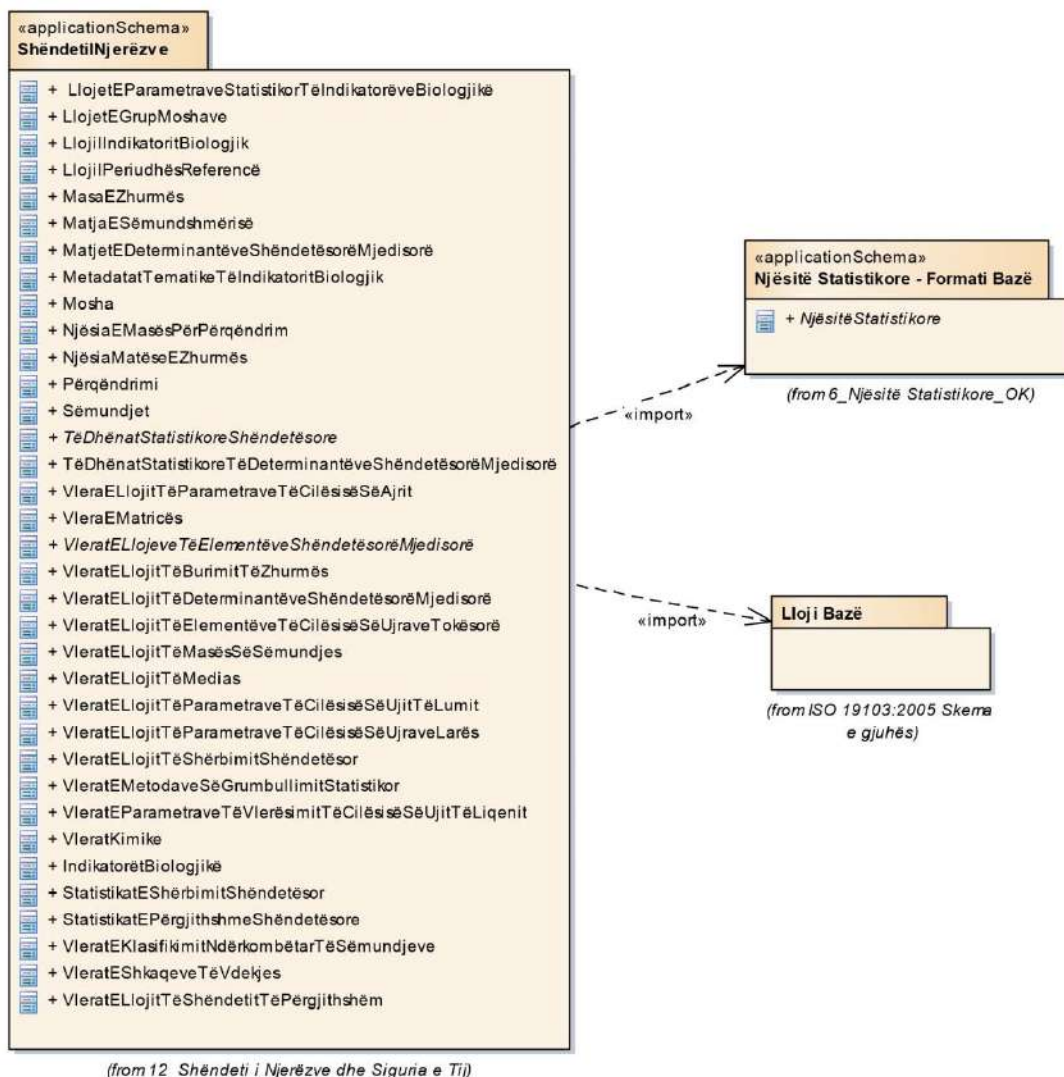 «applicationSchema»
ShëndetiINjerëzve
+ LlojetEParametraveStatistikorTëIndikatorëveBiologjikë
+ LlojetEGrupMoshave
+ LlojiIIndikatoritBiologjik
+ LlojiIPeriudhësReferencë
+ MasaEZhurmës
+ MatjaESëmundshmërisë
+ MatjetEDeterminantëveShëndetësorëMjedisorë
+ MetadatatTematikeTëIndikatoritBiologjik
+ Mosha
+ NjësiaEMasësPërPërqëndrim
+ NjësiaMatëseEZhurmës
+ Përqëndrimi
+ Sëmundjet
+ TëDhënatStatistikoreShëndetësore
+ TëDhënatStatistikoreTëDeterminantëveShëndetësorëMjedisorë
+ VleraELlojitTëParametraveTëCilësisëSëAjrit
+ VleraEMatricës
+ VleratELlojeveTëElementëveShëndetësorëMjedisorë
+ VleratELlojitTëBurimitTëZhurmës
+ VleratELlojitTëDeterminantëveShëndetësorëMjedisorë
+ VleratELlojitTëElementëveTëCilësisëSëUjraveTokësorë
+ VleratELlojitTëMasësSëSëmundjes
+ VleratELlojitTëMedias
+ VleratELlojitTëParametraveTëCilësisëSëUjitTëLumit
+ VleratELlojitTëParametraveTëCilësisëSëUjraveLarës
+ VleratELlojitTëShërbimitShëndetësor
+ VleratEMetodaveSëGrumbullimitStatistikor
+ VleratEParametraveTëVlerësimitTëCilësisëSëUjitTëLiqenit
+ VleratKimike
+ IndikatorëtBiologjikë
+ StatistikatEShërbimitShëndetësor
+ StatistikatEPërgjithshmeShëndetësore
+ VleratEKlasifikimitNdërkombëtarTëSëmundjeve
+ VleratEShkaqeveTëVdekjes
+ VleratELlojitTëShëndetitTëPërgjithshëm
(from 12_Shëndeti i Njerëzve dhe Siguria e Tij)
«import»
«applicationSchema»
Njësitë Statistikore - Formati Bazë
+ NjësitëStatistikore
(from 6_Njësitë Statistikore_OK)
«import»
Lloji Bazë
(from ISO 19103:2005 Skema
e gjuhës)